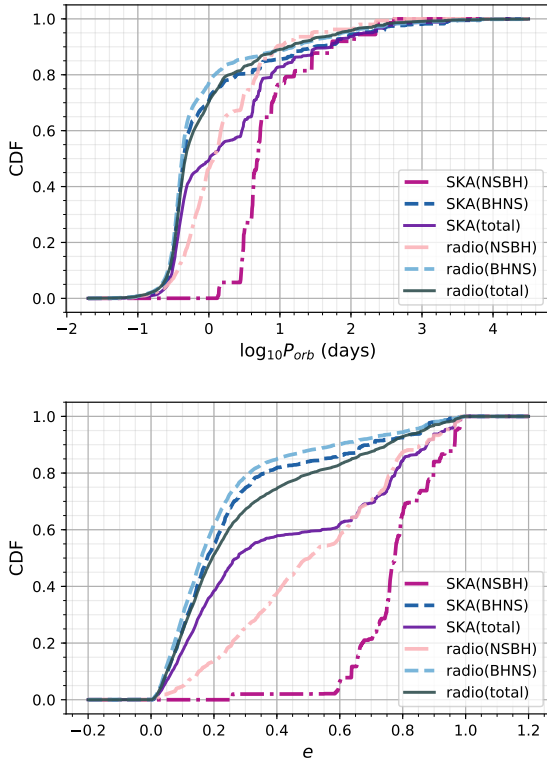 1.0
0.8
0.6
0.4
0.2
0.0
CDF
SKA(NSBH)
SKA(BHNS)
SKA(total)
radio(NSBH)
radio(BHNS)
radio(total)
−2 −1 0 1 2 3 4
log₁₀P_orb (days)
1.0
0.8
0.6
0.4
0.2
0.0
CDF
SKA(NSBH)
SKA(BHNS)
SKA(total)
radio(NSBH)
radio(BHNS)
radio(total)
−0.2 0.0 0.2 0.4 0.6 0.8 1.0 1.2
e